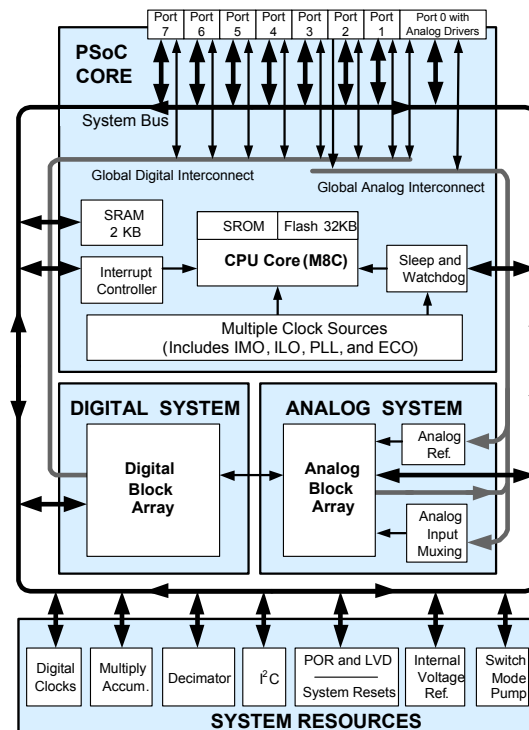 Port 7
Port 6
Port 5
Port 4
Port 3
Port 2
Port 1
Port 0 with
Analog Drivers
PSoC
CORE
System Bus
Global Digital Interconnect
Global Analog Interconnect
SRAM
2 KB
SROM
Flash 32KB
CPU Core (M8C)
Interrupt
Controller
Sleep and
Watchdog
Multiple Clock Sources
(Includes IMO, ILO, PLL, and ECO)
DIGITAL SYSTEM
Digital
Block
Array
ANALOG SYSTEM
Analog
Block
Array
Analog
Ref.
Analog
Input
Muxing
Digital
Clocks
Multiply
Accum.
Decimator
I²C
POR and LVD
System Resets
Internal
Voltage
Ref.
Switch
Mode
Pump
SYSTEM RESOURCES